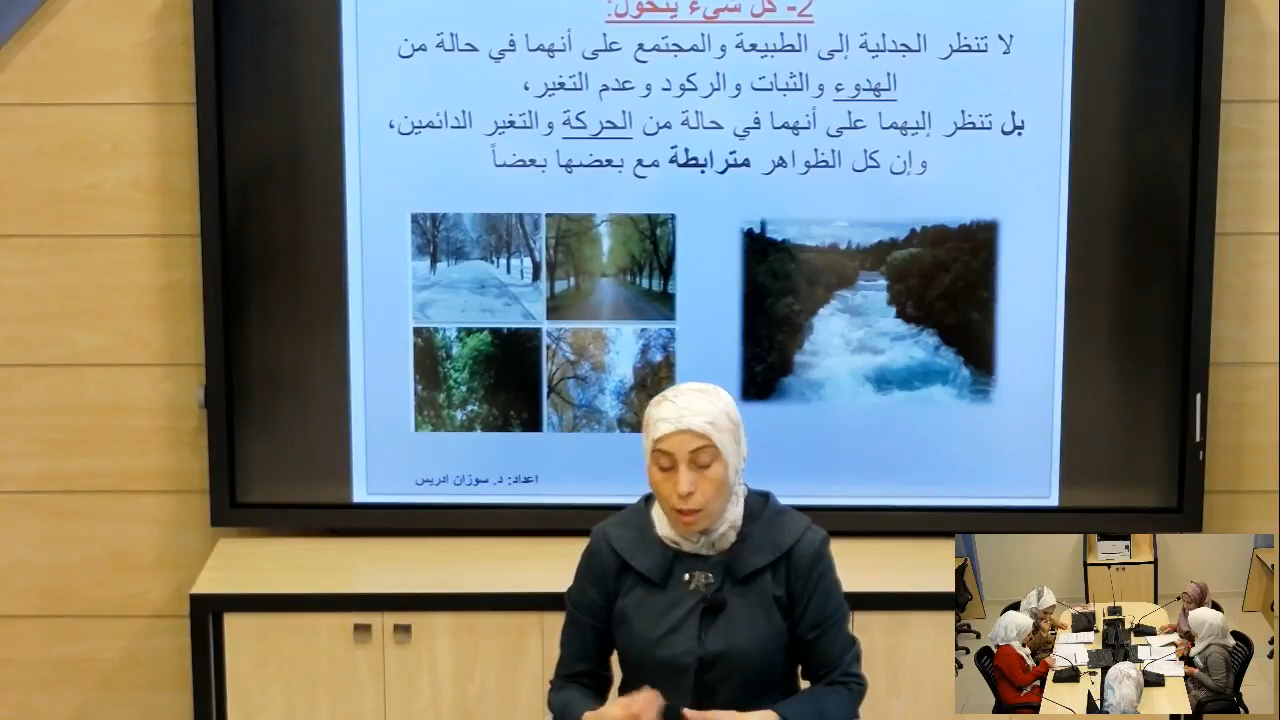 2- كل شيء يتحول:
لا تنظر الجدلية إلى الطبيعة والمجتمع على أنهما في حالة من
الهدوء والثبات والركود وعدم التغير،
بل تنظر إليهما على أنهما في حالة من الحركة والتغير الدائمين،
وإن كل الظواهر مترابطة مع بعضها بعضاً
اعداد: د. سوزان ادريس